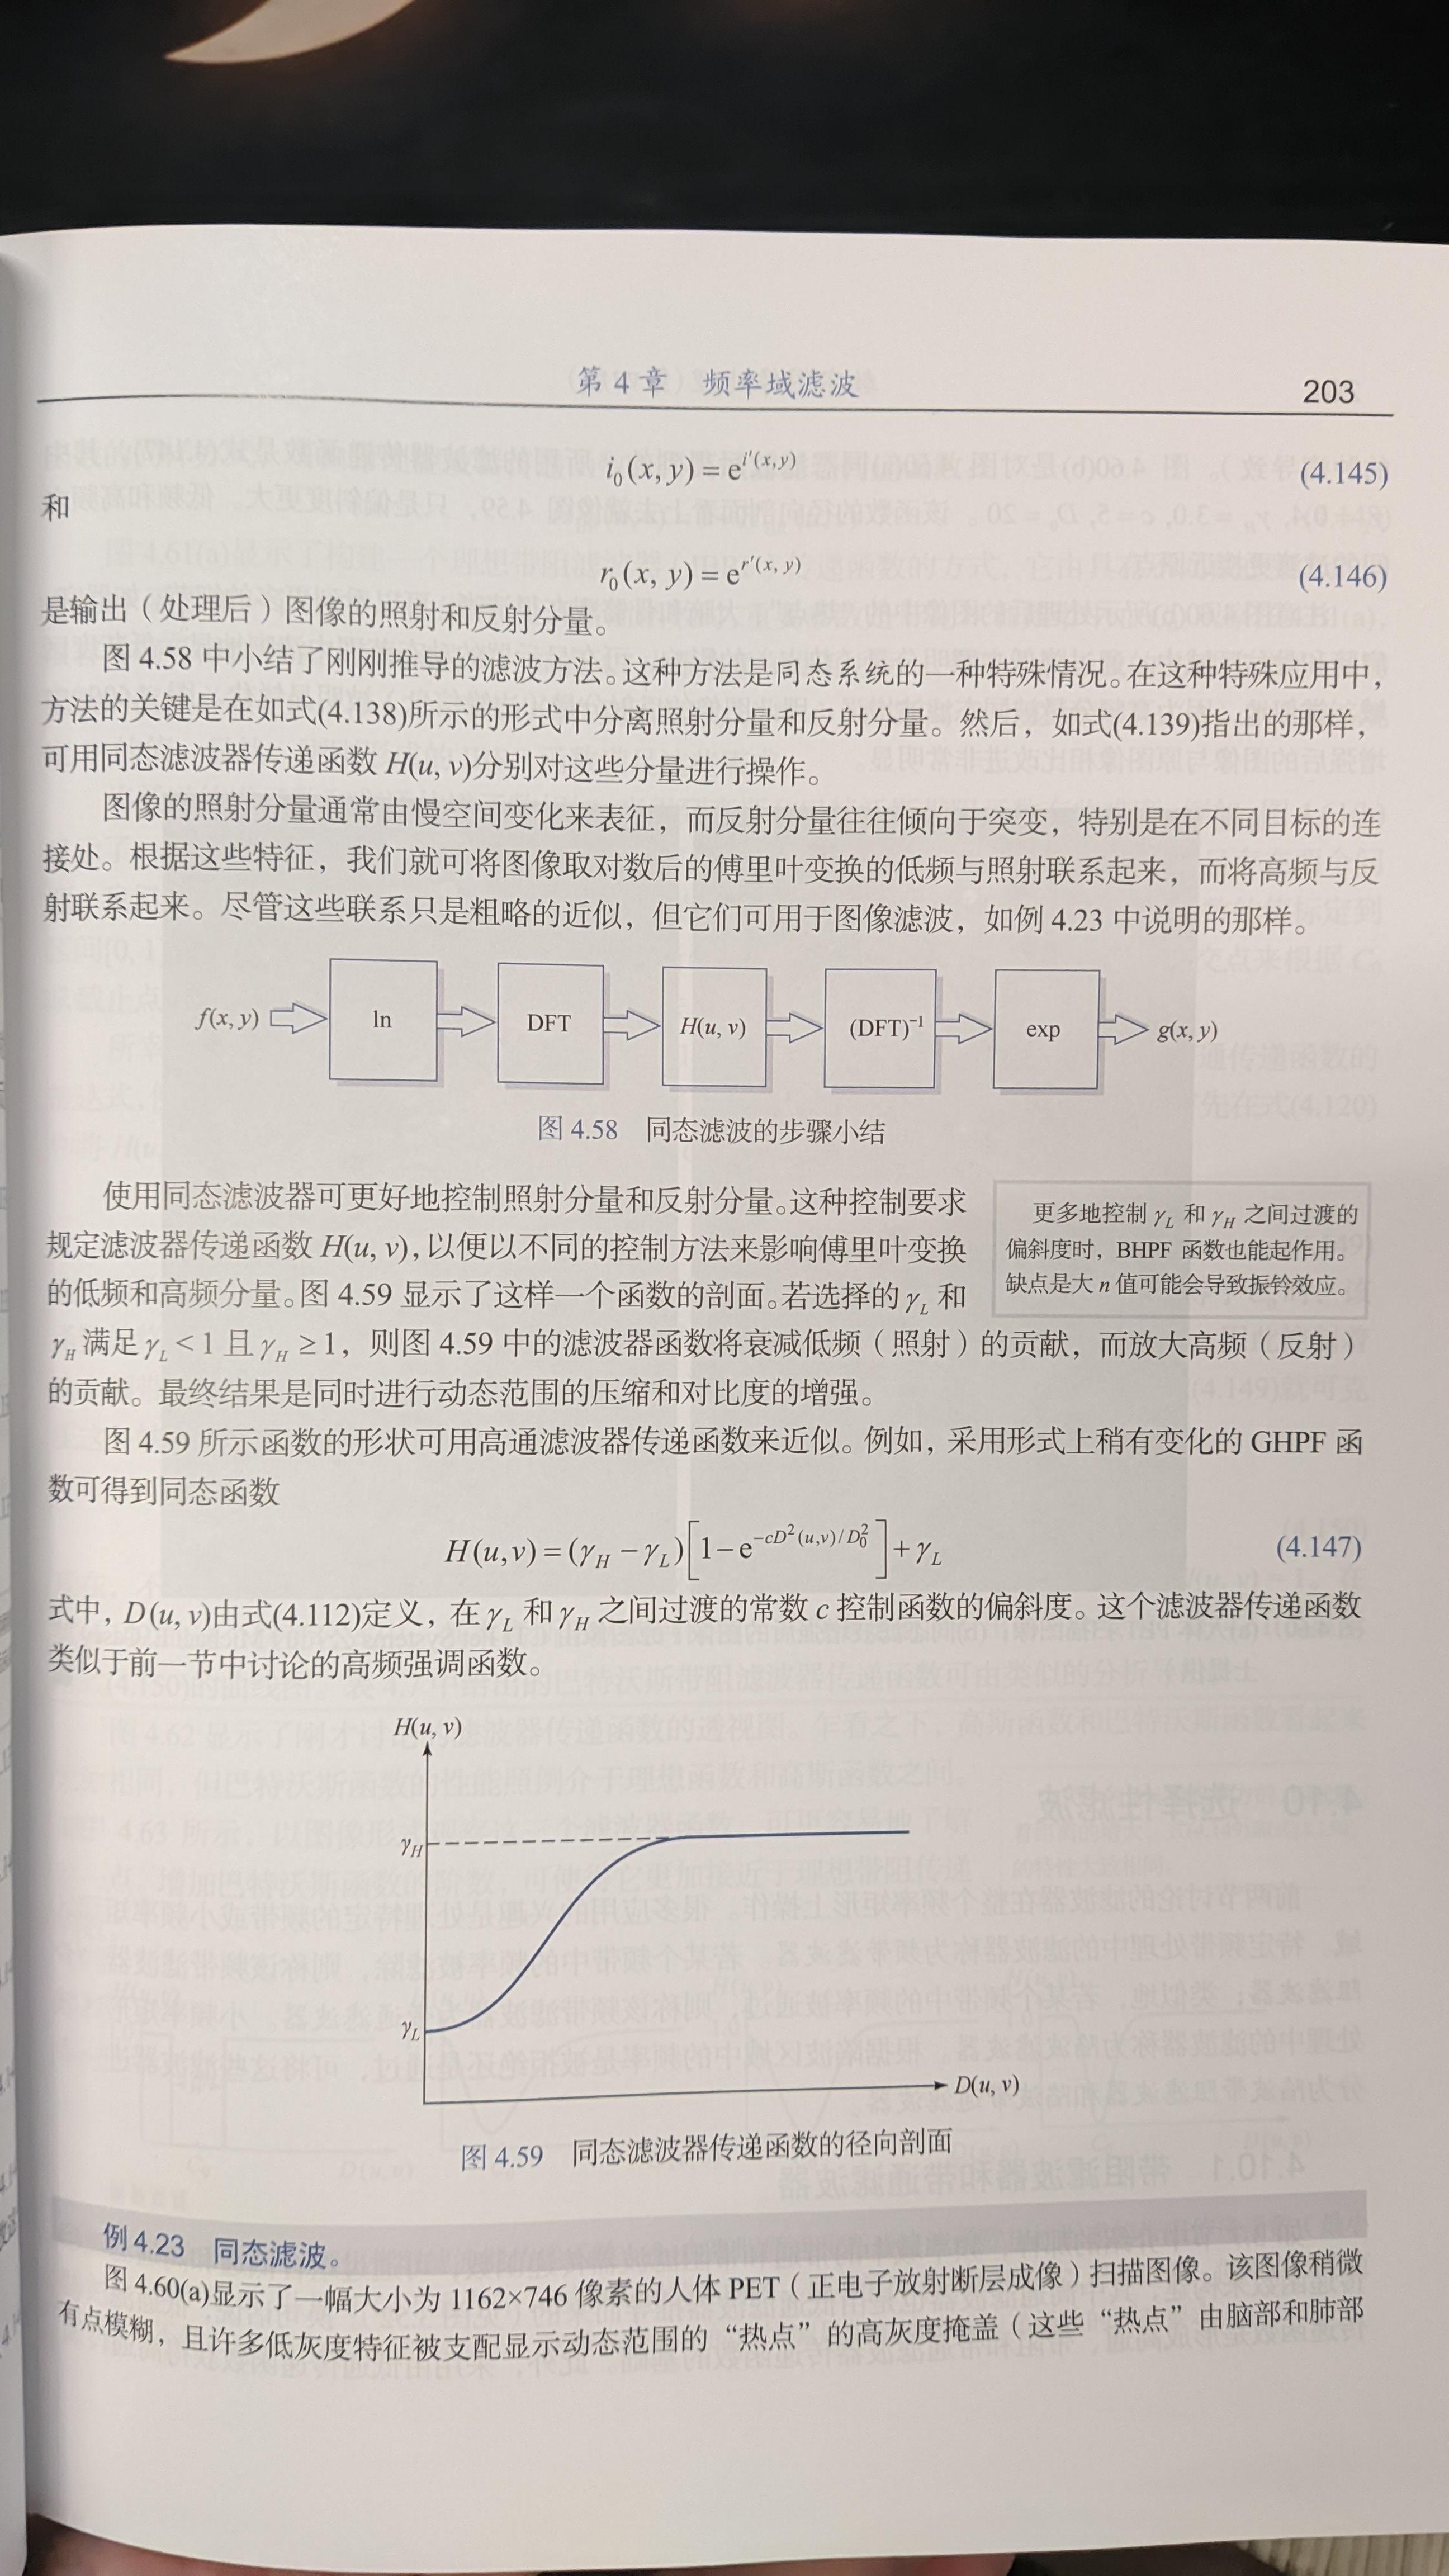 第 4 章 频率域滤波 203
i₀(x, y) = e^{i′(x,y)} (4.145)
和
r₀(x, y) = e^{r′(x, y)} (4.146)
是输出（处理后）图像的照射和反射分量。
图 4.58 中小结了刚刚推导的滤波方法。这种方法是同态系统的一种特殊情况。在这种特殊应用中，
方法的关键是在如式(4.138)所示的形式中分离照射分量和反射分量。然后，如式(4.139)指出的那样，
可用同态滤波器传递函数 H(u, v)分别对这些分量进行操作。
图像的照射分量通常由慢空间变化来表征，而反射分量往往倾向于突变，特别是在不同目标的连
接处。根据这些特征，我们就可将图像取对数后的傅里叶变换的低频与照射联系起来，而将高频与反
射联系起来。尽管这些联系只是粗略的近似，但它们可用于图像滤波，如例 4.23 中说明的那样。
f(x, y) ln DFT H(u, v) (DFT)⁻¹ exp g(x, y)
图 4.58 同态滤波的步骤小结
使用同态滤波器可更好地控制照射分量和反射分量。这种控制要求
规定滤波器传递函数 H(u, v)，以便以不同的控制方法来影响傅里叶变换
的低频和高频分量。图 4.59 显示了这样一个函数的剖面。若选择的 γ_L 和
γ_H 满足 γ_L < 1 且 γ_H ≥ 1，则图 4.59 中的滤波器函数将衰减低频（照射）的贡献，而放大高频（反射）
的贡献。最终结果是同时进行动态范围的压缩和对比度的增强。
更多地控制 γ_L 和 γ_H 之间过渡的
偏斜度时，BHPF 函数也能起作用。
缺点是大 n 值可能会导致振铃效应。
图 4.59 所示函数的形状可用高通滤波器传递函数来近似。例如，采用形式上稍有变化的 GHPF 函
数可得到同态函数
H(u,v) = (γ_H − γ_L)[1 − e^{−cD²(u,v)/D₀²}] + γ_L (4.147)
式中，D(u, v)由式(4.112)定义，在 γ_L 和 γ_H 之间过渡的常数 c 控制函数的偏斜度。这个滤波器传递函数
类似于前一节中讨论的高频强调函数。
H(u, v)
γ_H
γ_L
D(u, v)
图 4.59 同态滤波器传递函数的径向剖面
例 4.23 同态滤波。
图 4.60(a)显示了一幅大小为 1162×746 像素的人体 PET（正电子放射断层成像）扫描图像。该图像稍微
有点模糊，且许多低灰度特征被支配显示动态范围的“热点”的高灰度掩盖（这些“热点”由脑部和肺部